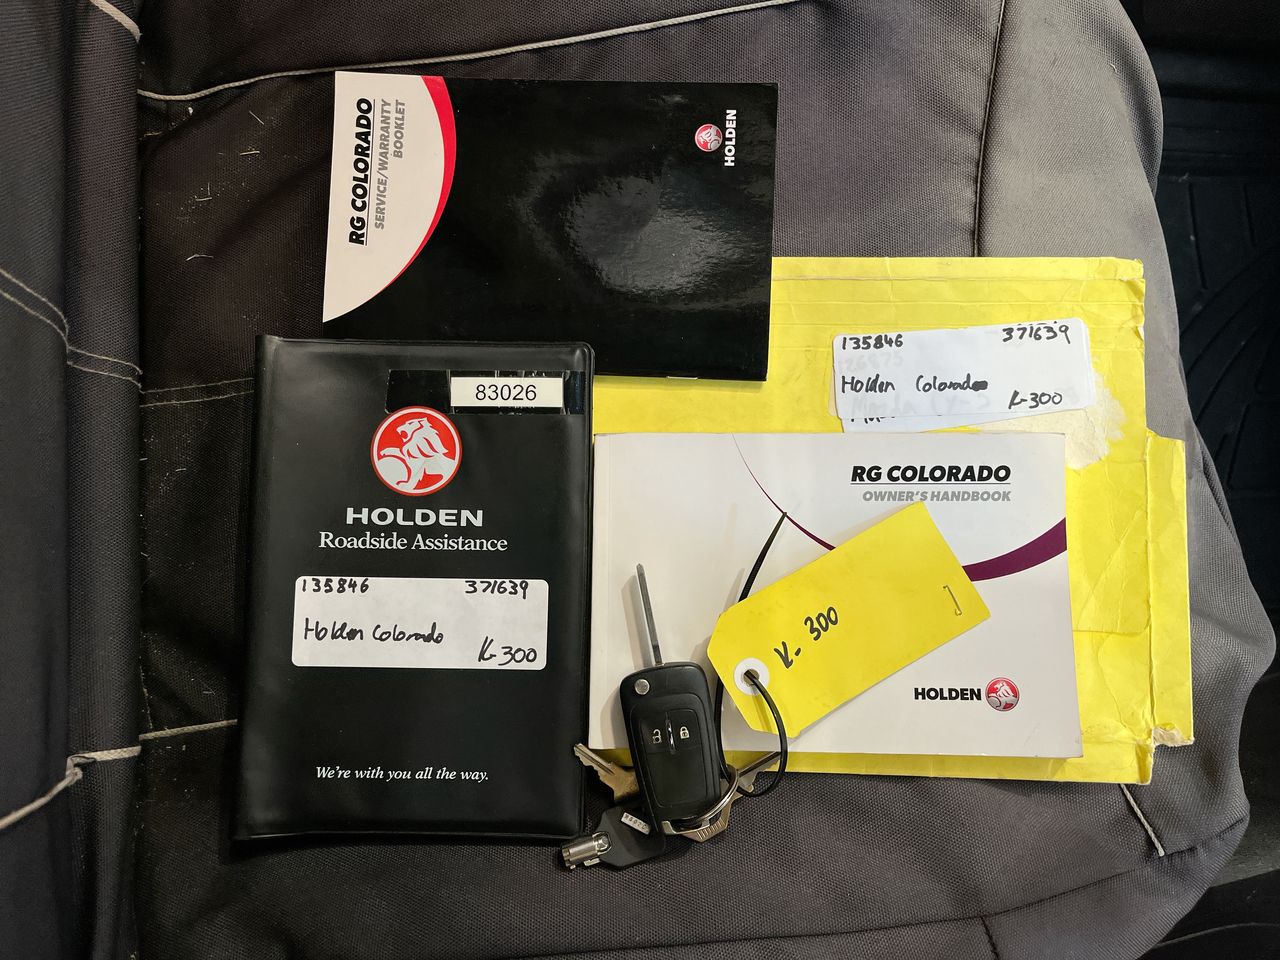 RG COLORADO
SERVICE/WARRANTY
BOOKLET
HOLDEN
135846 371639
Holden Colorado
K-300
83026
HOLDEN
Roadside Assistance
135846 371639
Holden Colorado
K-300
We're with you all the way.
RG COLORADO
OWNER'S HANDBOOK
K-300
HOLDEN